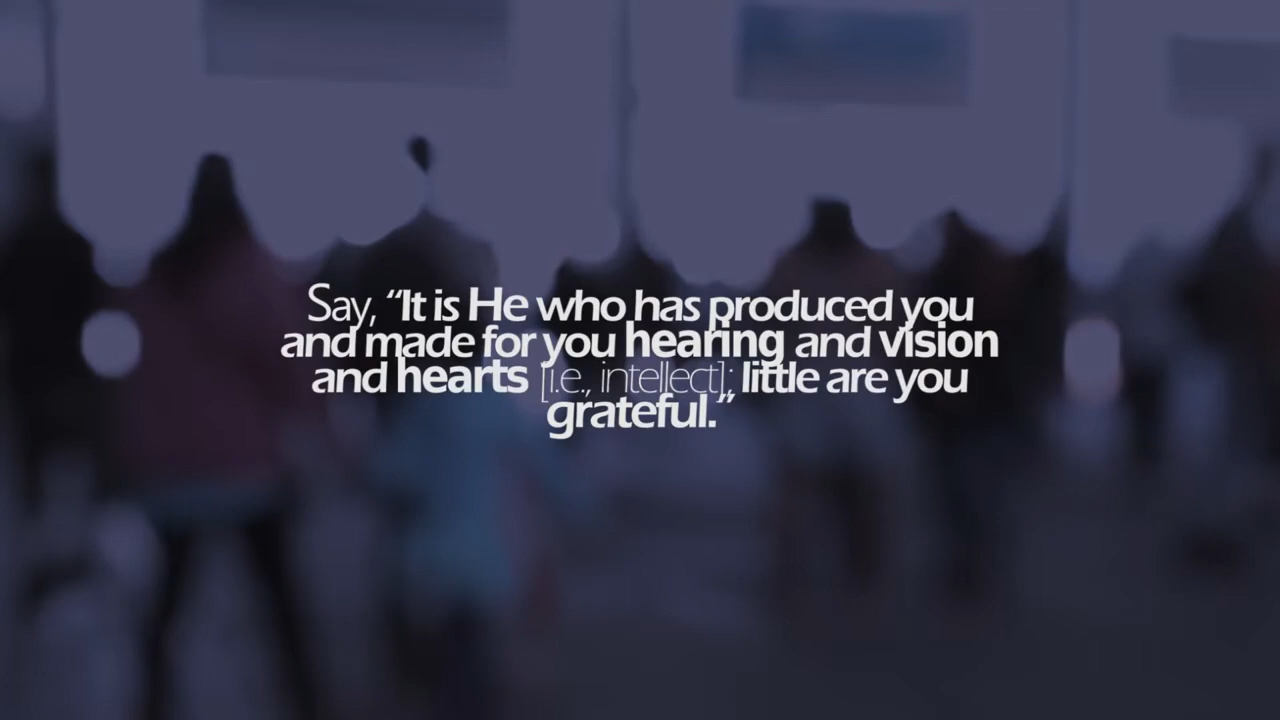 Say, “It is He who has produced you
and made for you hearing and vision
and hearts [i.e., intellect]; little are you
grateful.”